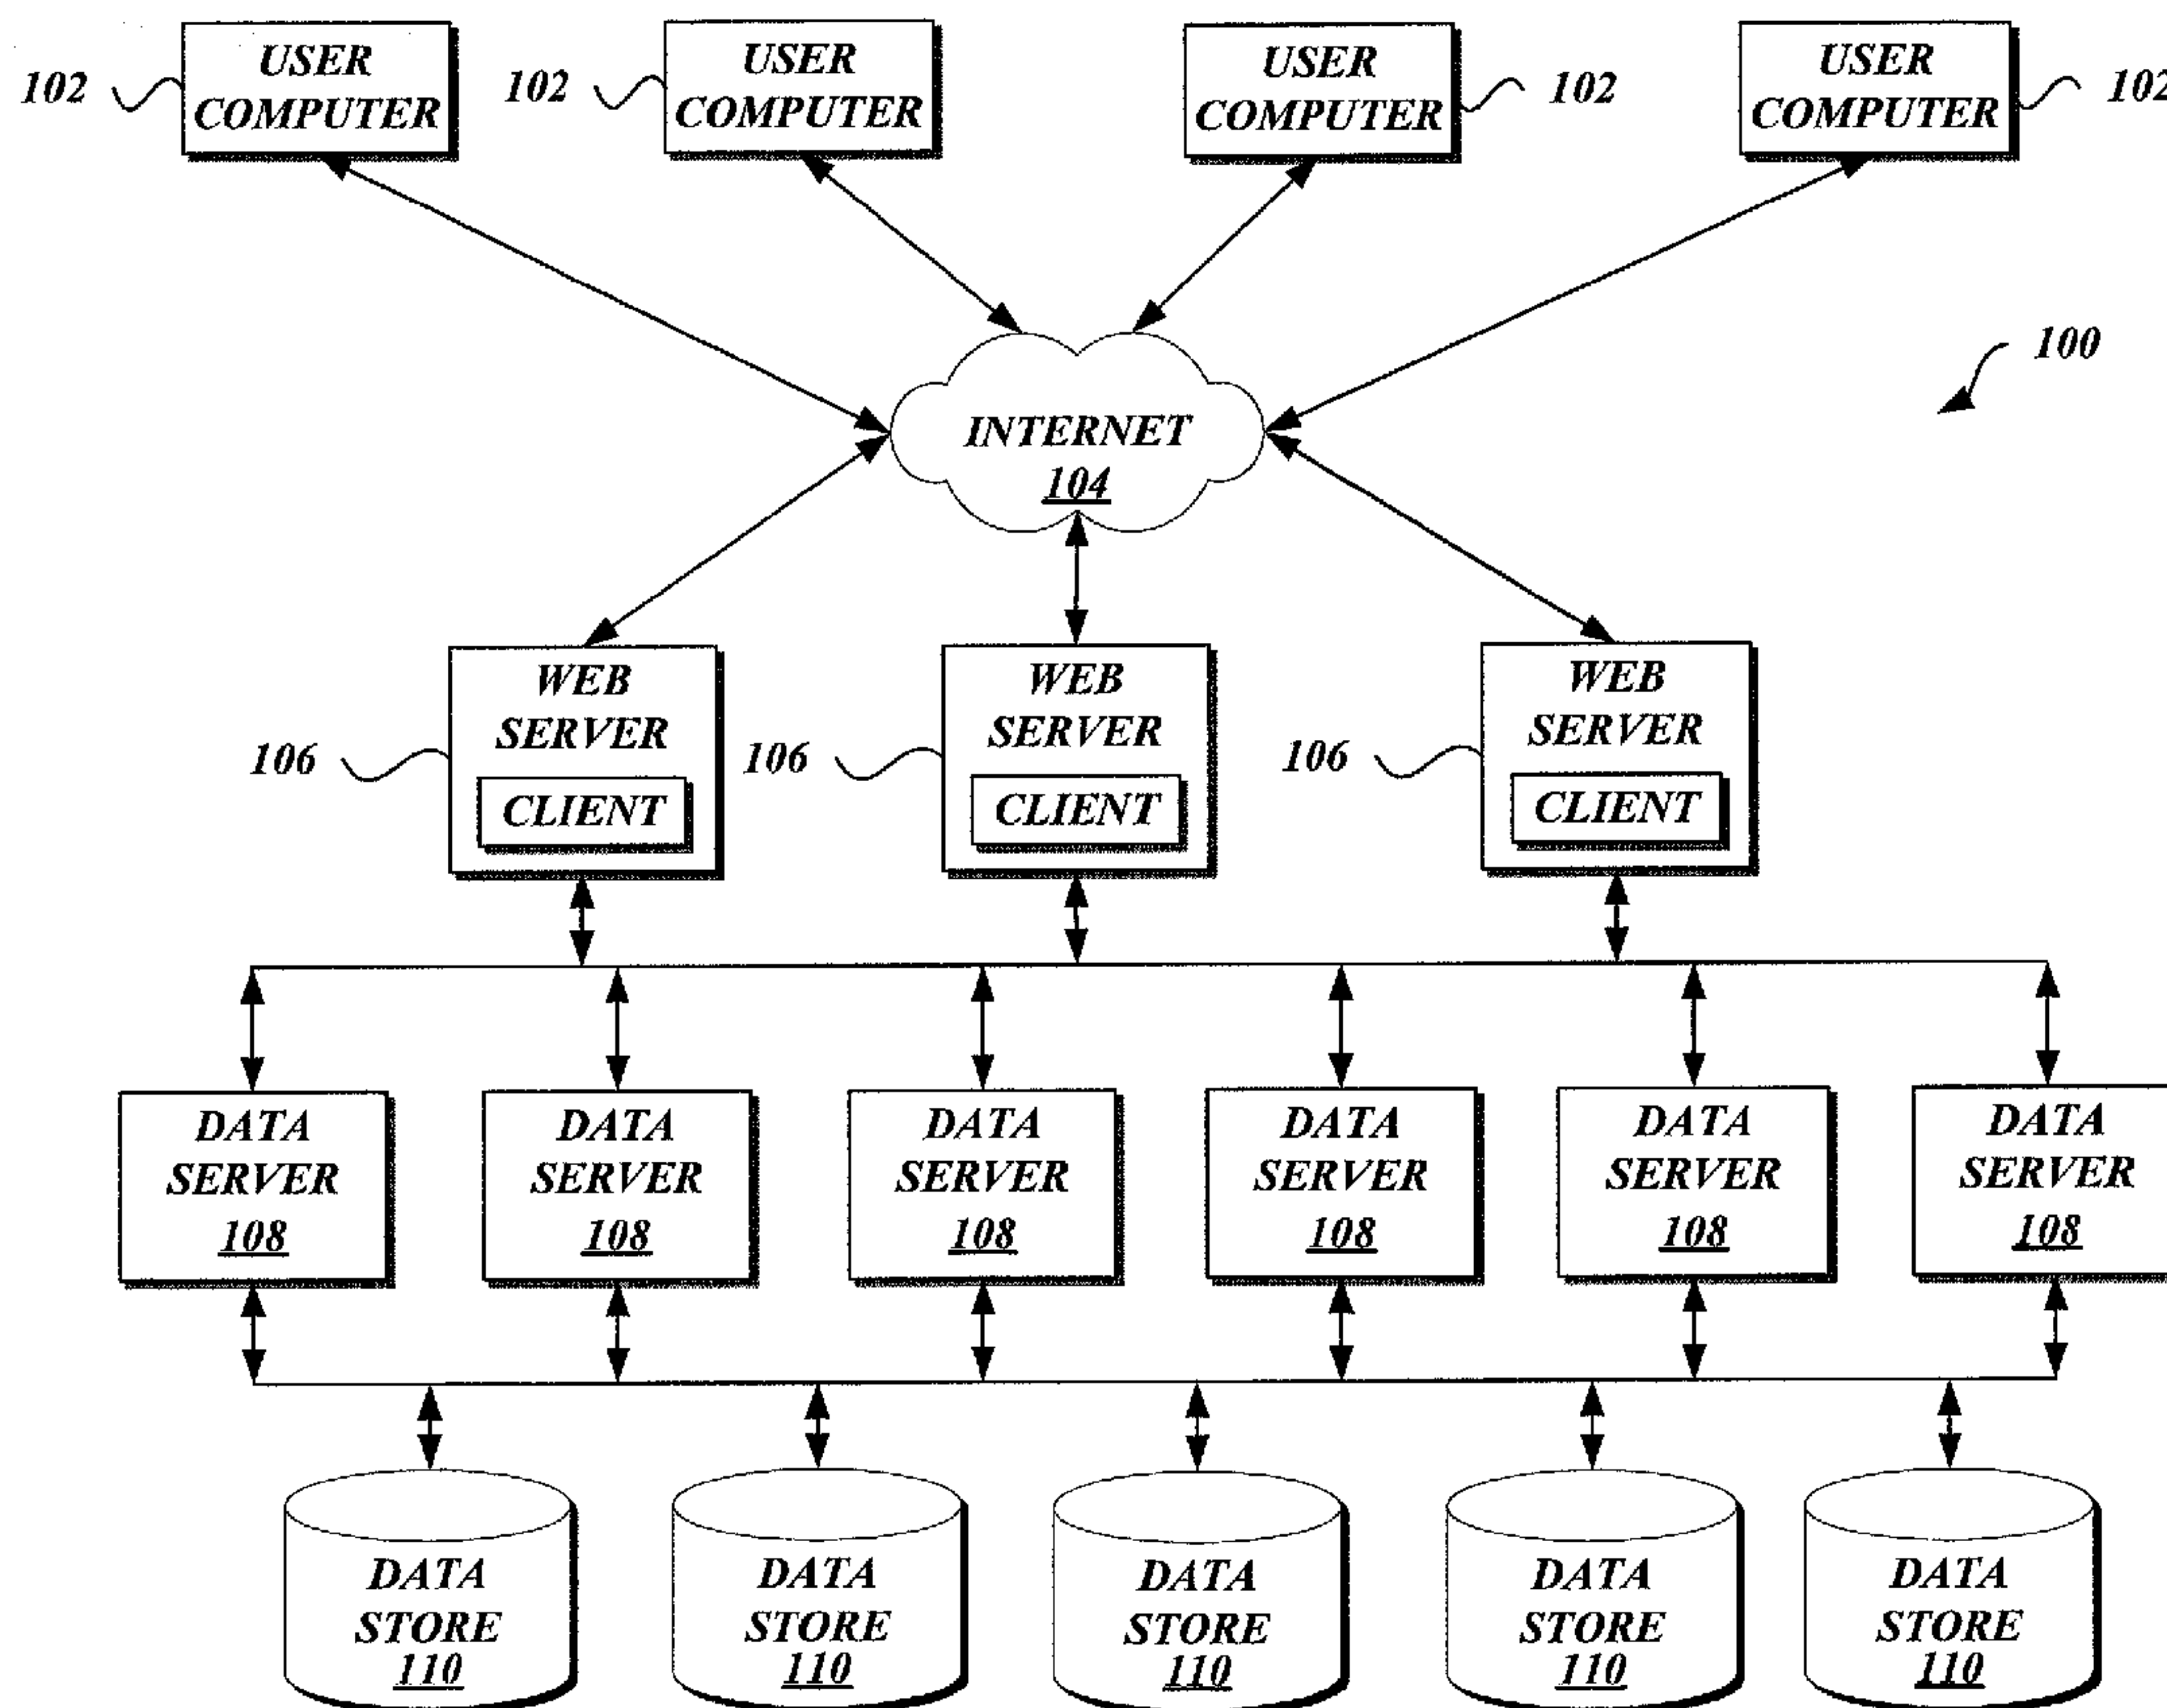 102 USER COMPUTER
102 USER COMPUTER
USER COMPUTER 102
USER COMPUTER 102
100
INTERNET
104
106 WEB SERVER
CLIENT
106 WEB SERVER
CLIENT
106 WEB SERVER
CLIENT
DATA SERVER 108
DATA SERVER 108
DATA SERVER 108
DATA SERVER 108
DATA SERVER 108
DATA SERVER 108
DATA STORE 110
DATA STORE 110
DATA STORE 110
DATA STORE 110
DATA STORE 110